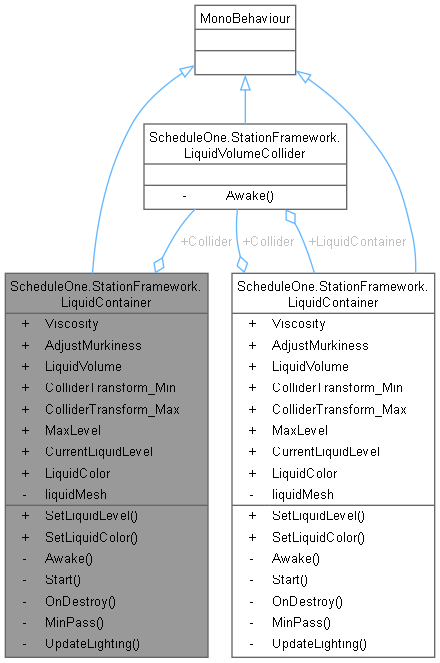 MonoBehaviour
ScheduleOne.StationFramework.
LiquidVolumeCollider
- Awake()
+Collider
+Collider
+LiquidContainer
ScheduleOne.StationFramework.
LiquidContainer
+ Viscosity
+ AdjustMurkiness
+ LiquidVolume
+ ColliderTransform_Min
+ ColliderTransform_Max
+ MaxLevel
+ CurrentLiquidLevel
+ LiquidColor
- liquidMesh
+ SetLiquidLevel()
+ SetLiquidColor()
- Awake()
- Start()
- OnDestroy()
- MinPass()
- UpdateLighting()
ScheduleOne.StationFramework.
LiquidContainer
+ Viscosity
+ AdjustMurkiness
+ LiquidVolume
+ ColliderTransform_Min
+ ColliderTransform_Max
+ MaxLevel
+ CurrentLiquidLevel
+ LiquidColor
- liquidMesh
+ SetLiquidLevel()
+ SetLiquidColor()
- Awake()
- Start()
- OnDestroy()
- MinPass()
- UpdateLighting()